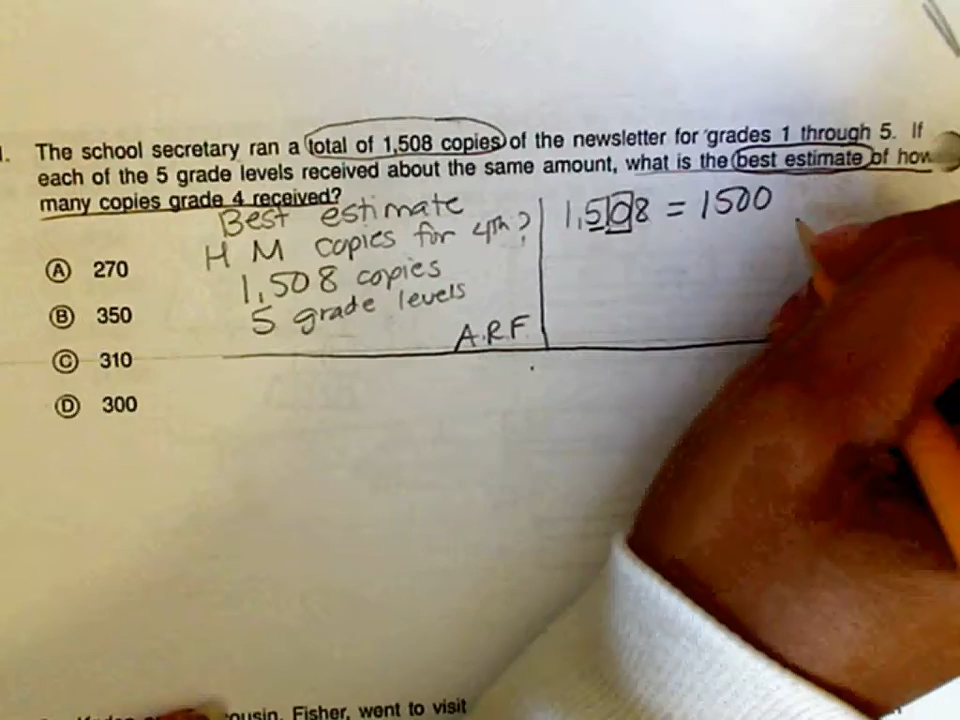 The school secretary ran a total of 1,508 copies of the newsletter for grades 1 through 5. If
each of the 5 grade levels received about the same amount, what is the best estimate of how
many copies grade 4 received?
Best estimate
H M copies for 4th?
1,508 copies
5 grade levels
A.R.F
1,508 = 1500
A 270
B 350
C 310
D 300
cousin, Fisher, went to visit